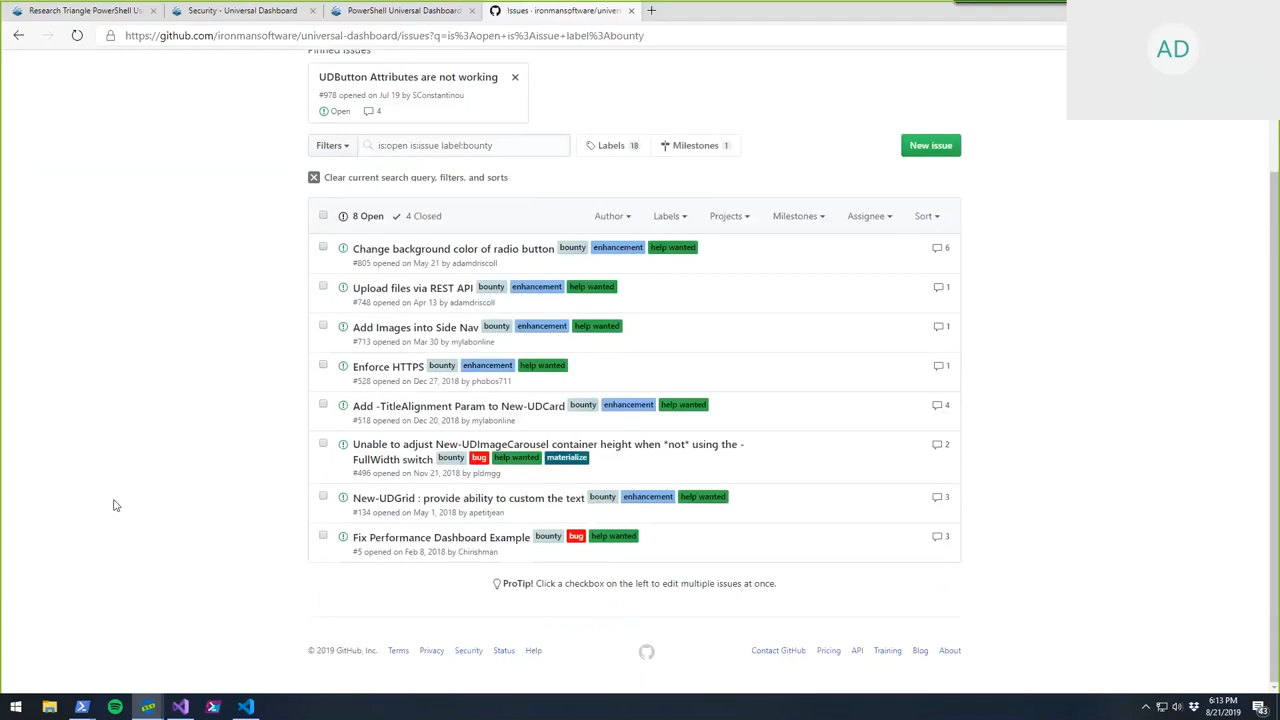 Research Triangle PowerShell U
Security - Universal Dashboard
PowerShell Universal Dashboard
Issues · ironmansoftware/univer
https://github.com/ironmansoftware/universal-dashboard/issues?q=is%3Aopen+is%3Aissue+label%3Abounty
AD
Pinned issues
UDButton Attributes are not working
#978 opened on Jul 19 by SConstantinou
Open 4
Filters
is:open is:issue label:bounty
Labels 18
Milestones 1
New issue
Clear current search query, filters, and sorts
8 Open 4 Closed
Author Labels Projects Milestones Assignee Sort
Change background color of radio button bounty enhancement help wanted 6
#805 opened on May 21 by adamdriscoll
Upload files via REST API bounty enhancement help wanted 1
#748 opened on Apr 13 by adamdriscoll
Add Images into Side Nav bounty enhancement help wanted 1
#713 opened on Mar 30 by mylabonline
Enforce HTTPS bounty enhancement help wanted 1
#528 opened on Dec 27, 2018 by phobos711
Add -TitleAlignment Param to New-UDCard bounty enhancement help wanted 4
#518 opened on Dec 20, 2018 by mylabonline
Unable to adjust New-UDImageCarousel container height when *not* using the - 2
FullWidth switch bounty bug help wanted materialize
#496 opened on Nov 21, 2018 by pldmgg
New-UDGrid : provide ability to custom the text bounty enhancement help wanted 3
#134 opened on May 1, 2018 by apetitjean
Fix Performance Dashboard Example bounty bug help wanted 3
#5 opened on Feb 8, 2018 by Chirishman
ProTip! Click a checkbox on the left to edit multiple issues at once.
© 2019 GitHub, Inc. Terms Privacy Security Status Help Contact GitHub Pricing API Training Blog About
6:13 PM
8/21/2019
43